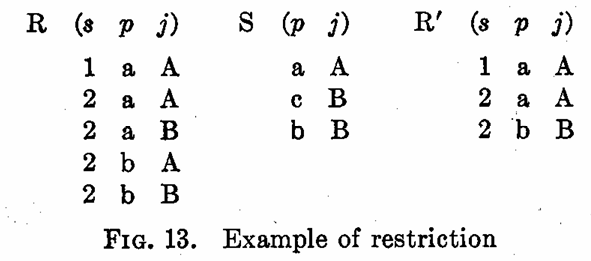 R (s p j) S (p j) R′ (s p j)
1 a A a A 1 a A
2 a A c B 2 a A
2 a B b B 2 b B
2 b A
2 b B
FIG. 13. Example of restriction